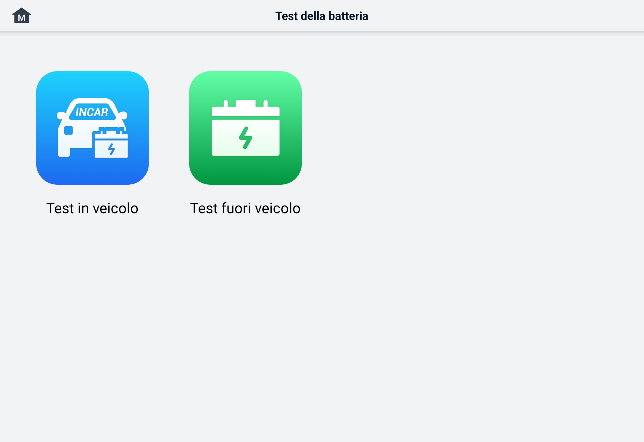 M
Test della batteria
INCAR
Test in veicolo
Test fuori veicolo